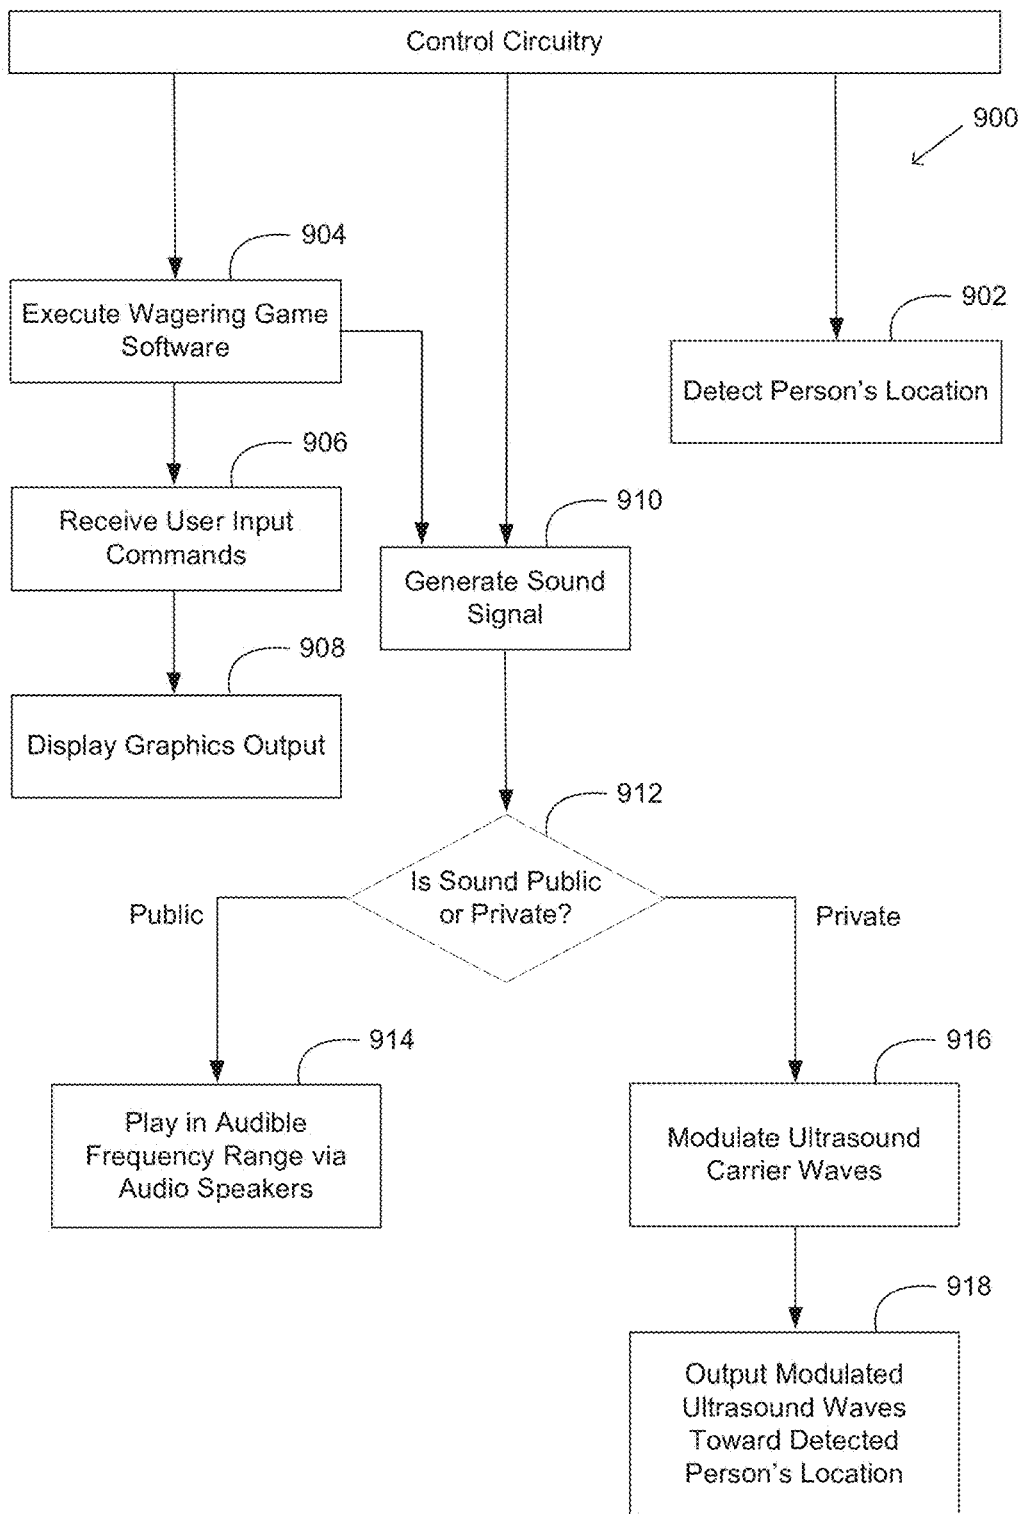 Control Circuitry
900
904
Execute Wagering Game
Software
902
Detect Person's Location
906
Receive User Input
Commands
910
Generate Sound
Signal
908
Display Graphics Output
912
Is Sound Public
or Private?
Public
Private
914
Play in Audible
Frequency Range via
Audio Speakers
916
Modulate Ultrasound
Carrier Waves
918
Output Modulated
Ultrasound Waves
Toward Detected
Person's Location